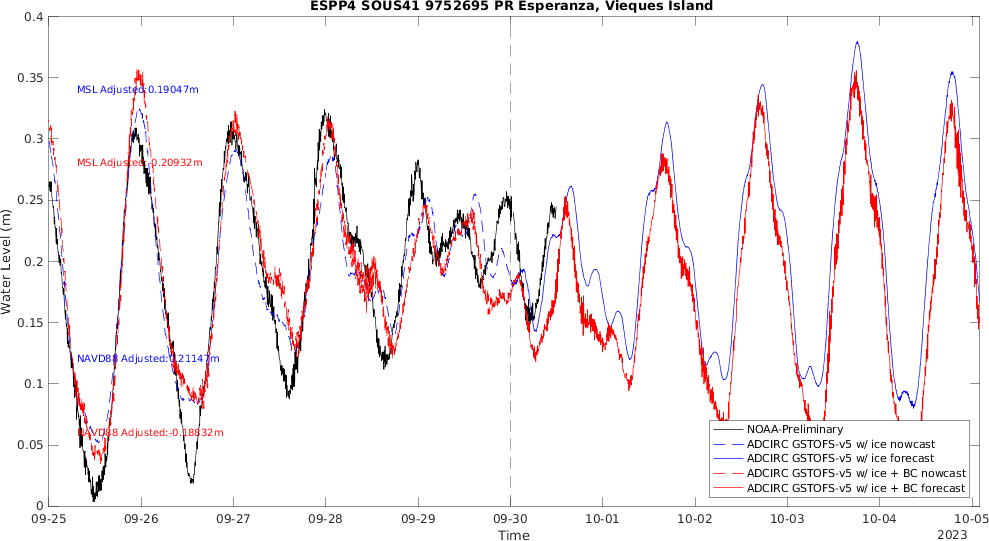 ESPP4 SOUS41 9752695 PR Esperanza, Vieques Island
0.4
0.35
0.3
0.25
0.2
0.15
0.1
0.05
0
Water Level (m)
MSL Adjusted:0.19047m
MSL Adjusted:-0.20932m
NAVD88 Adjusted:0.21147m
NAVD88 Adjusted:-0.18832m
NOAA-Preliminary
ADCIRC GSTOFS-v5 w/ ice nowcast
ADCIRC GSTOFS-v5 w/ ice forecast
ADCIRC GSTOFS-v5 w/ ice + BC nowcast
ADCIRC GSTOFS-v5 w/ ice + BC forecast
09-25 09-26 09-27 09-28 09-29 09-30 10-01 10-02 10-03 10-04 10-05
Time
2023